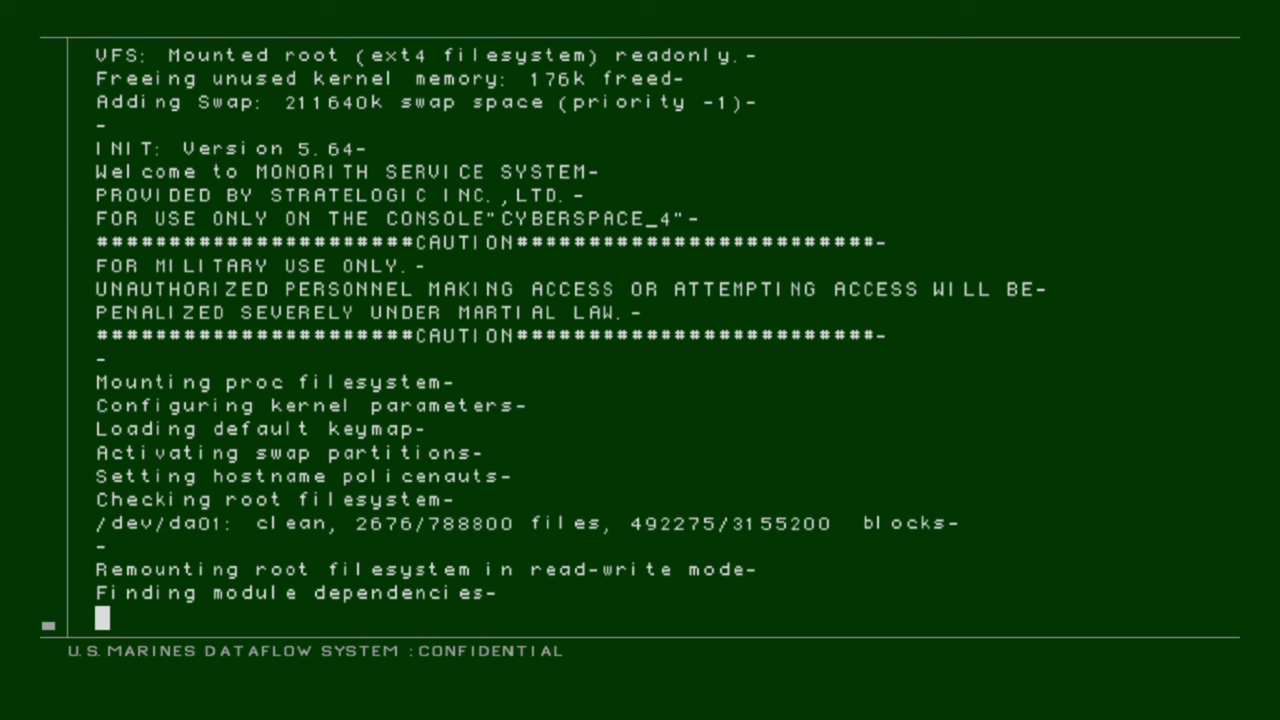 VFS: Mounted root (ext4 filesystem) readonly.-
Freeing unused kernel memory: 176k freed-
Adding Swap: 211640k swap space (priority -1)-
-
INIT: Version 5.64-
Welcome to MONORITH SERVICE SYSTEM-
PROVIDED BY STRATELOGIC INC.,LTD.-
FOR USE ONLY ON THE CONSOLE"CYBERSPACE_4"-
######################CAUTION#########################-
FOR MILITARY USE ONLY.-
UNAUTHORIZED PERSONNEL MAKING ACCESS OR ATTEMPTING ACCESS WILL BE-
PENALIZED SEVERELY UNDER MARTIAL LAW.-
######################CAUTION#########################-
-
Mounting proc filesystem-
Configuring kernel parameters-
Loading default keymap-
Activating swap partitions-
Setting hostname policenauts-
Checking root filesystem-
/dev/da01: clean, 2676/788800 files, 492275/3155200 blocks-
-
Remounting root filesystem in read-write mode-
Finding module dependencies-
U.S.MARINES DATAFLOW SYSTEM :CONFIDENTIAL